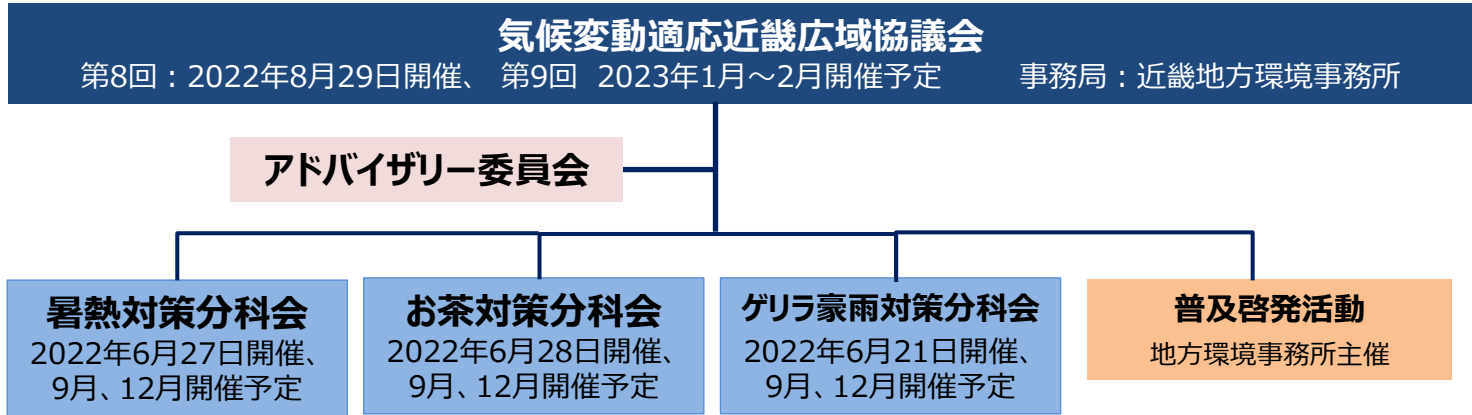 気候変動適応近畿広域協議会
第8回：2022年8月29日開催、 第9回 2023年1月～2月開催予定 事務局：近畿地方環境事務所
アドバイザリー委員会
暑熱対策分科会
2022年6月27日開催、
9月、12月開催予定
お茶対策分科会
2022年6月28日開催、
9月、12月開催予定
ゲリラ豪雨対策分科会
2022年6月21日開催、
9月、12月開催予定
普及啓発活動
地方環境事務所主催